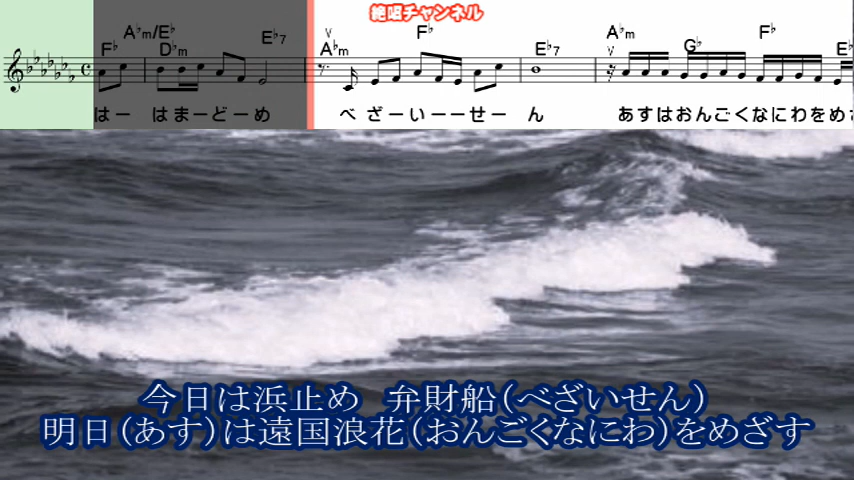 絶唱チャンネル
A♭m/E♭ E♭7 F♭ A♭m F♭
F♭ D♭m A♭m E♭7 G♭ E♭
はー はまーどーめ べ ざーいーーせー ん あすはおんごくなにわをめざ
今日は浜止め 弁財船（べざいせん）
明日（あす）は遠国浪花（おんごくなにわ）をめざす